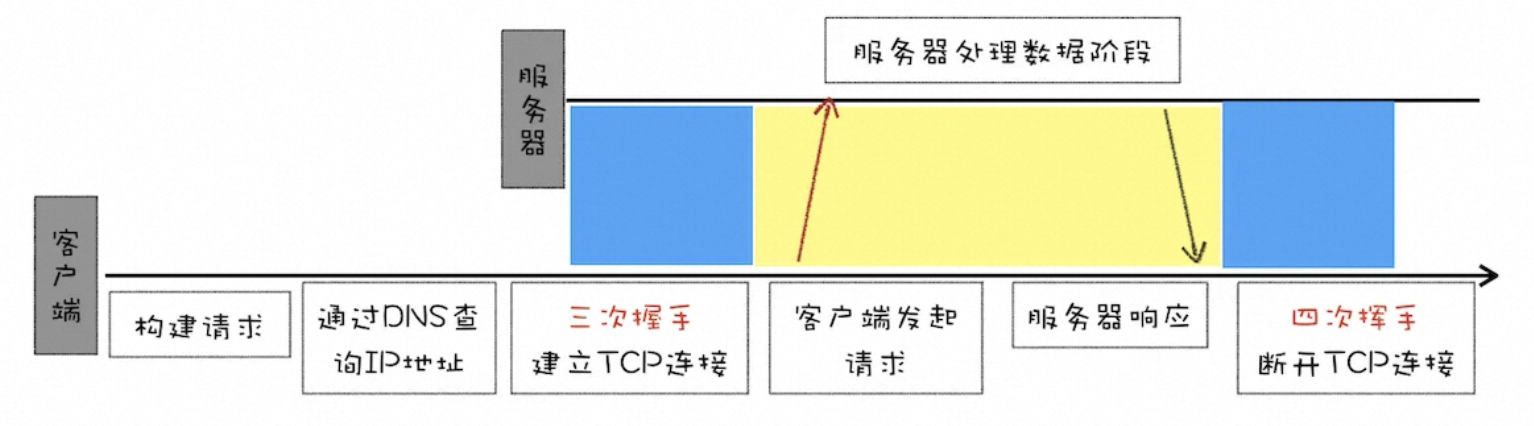 服务器处理数据阶段
服务器
客户端
构建请求
通过DNS查
询IP地址
三次握手
建立TCP连接
客户端发起
请求
服务器响应
四次挥手
断开TCP连接